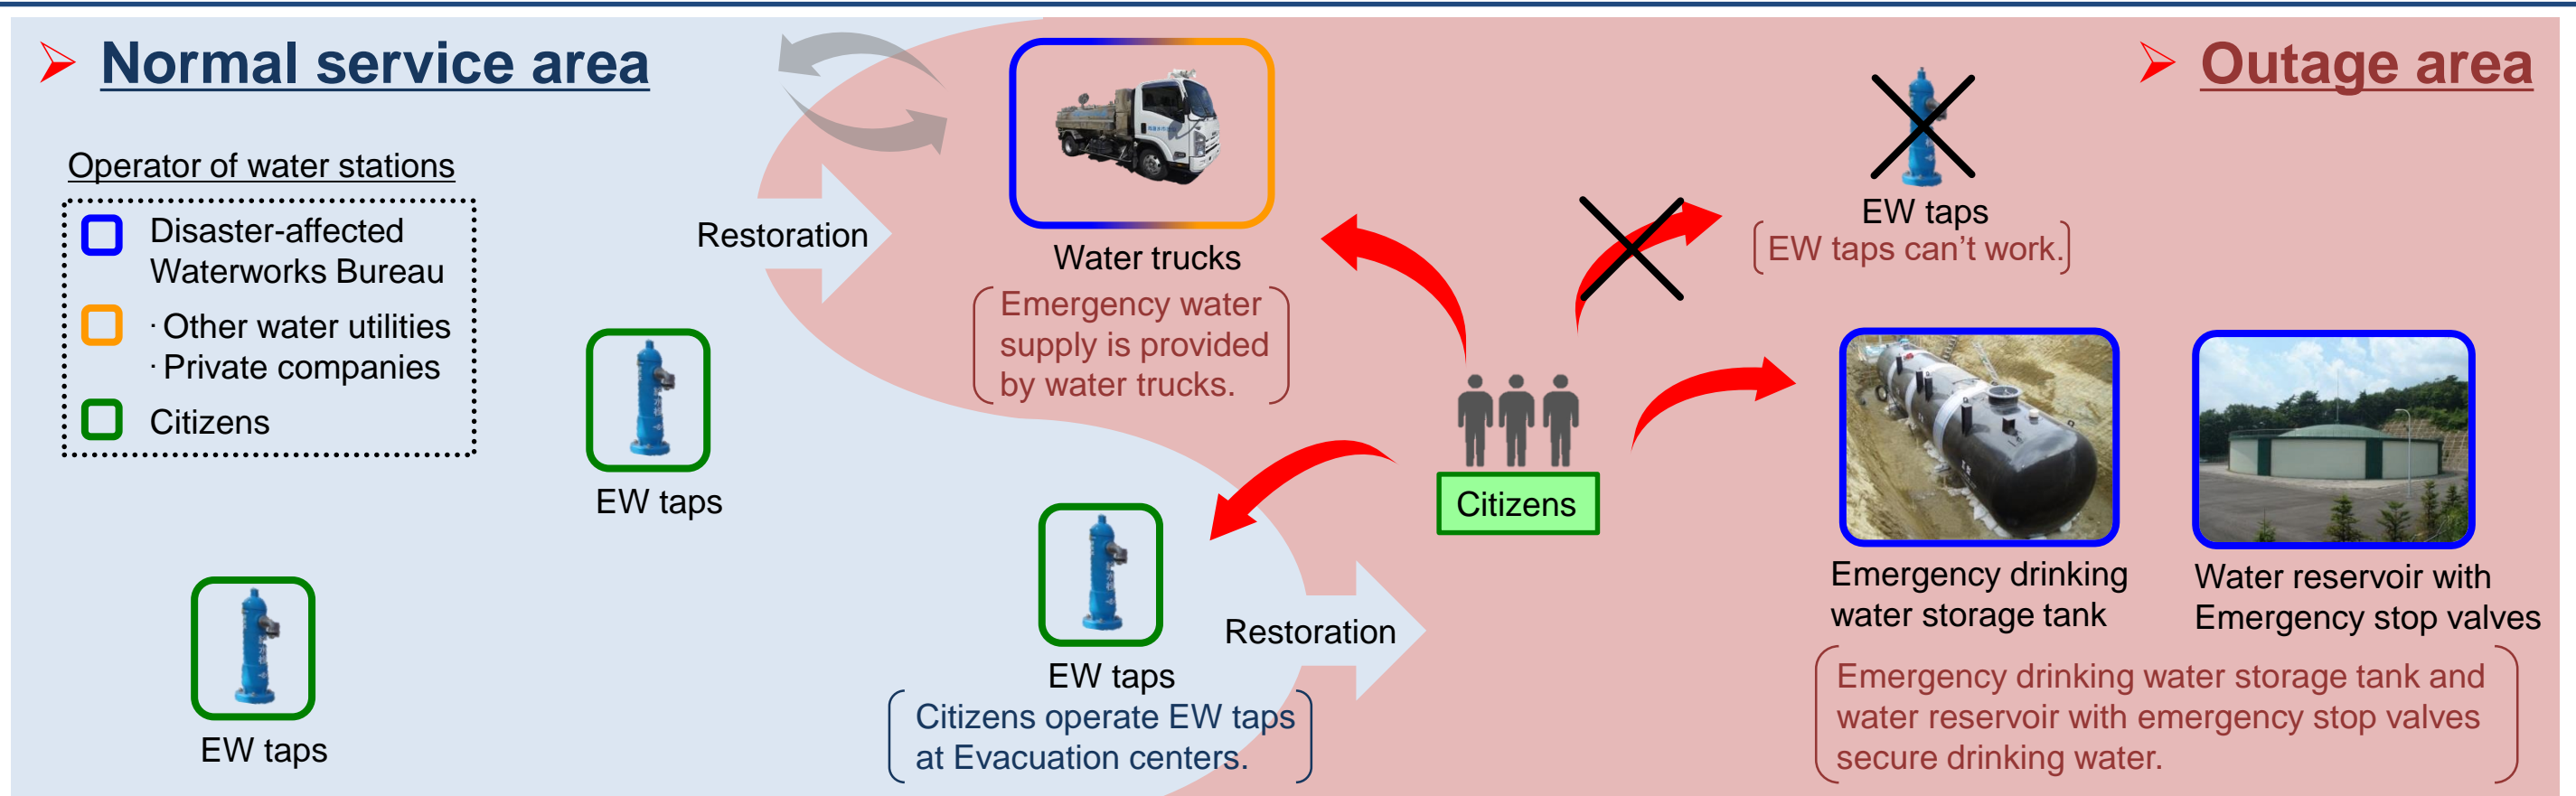 Normal service area
Outage area
Operator of water stations
Disaster-affected
Waterworks Bureau
· Other water utilities
· Private companies
Citizens
Restoration
Water trucks
Emergency water
supply is provided
by water trucks.
EW taps
EW taps can’t work.
EW taps
EW taps
EW taps
Citizens operate EW taps
at Evacuation centers.
Restoration
Citizens
Emergency drinking
water storage tank
Water reservoir with
Emergency stop valves
Emergency drinking water storage tank and
water reservoir with emergency stop valves
secure drinking water.